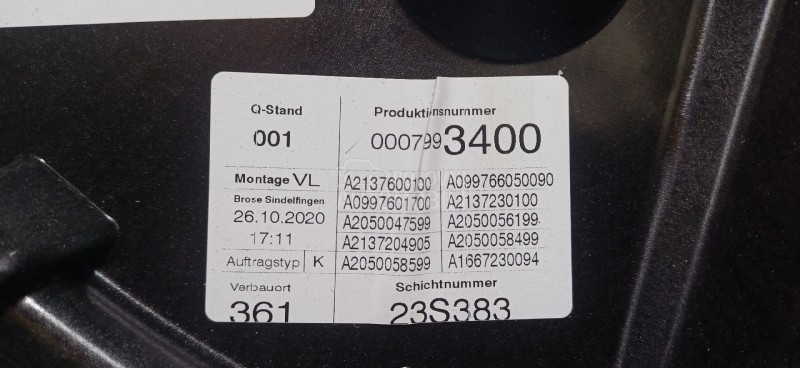 Q-Stand
001
Produktionsnummer
0007993400
Montage VL
Brose Sindelfingen
26.10.2020
17:11
Auftragstyp K
A2137600100 A099766050090
A0997601700 A2137230100
A2050047599 A2050056199
A2137204905 A2050058499
A2050058599 A1667230094
Verbauort
361
Schichtnummer
23S383